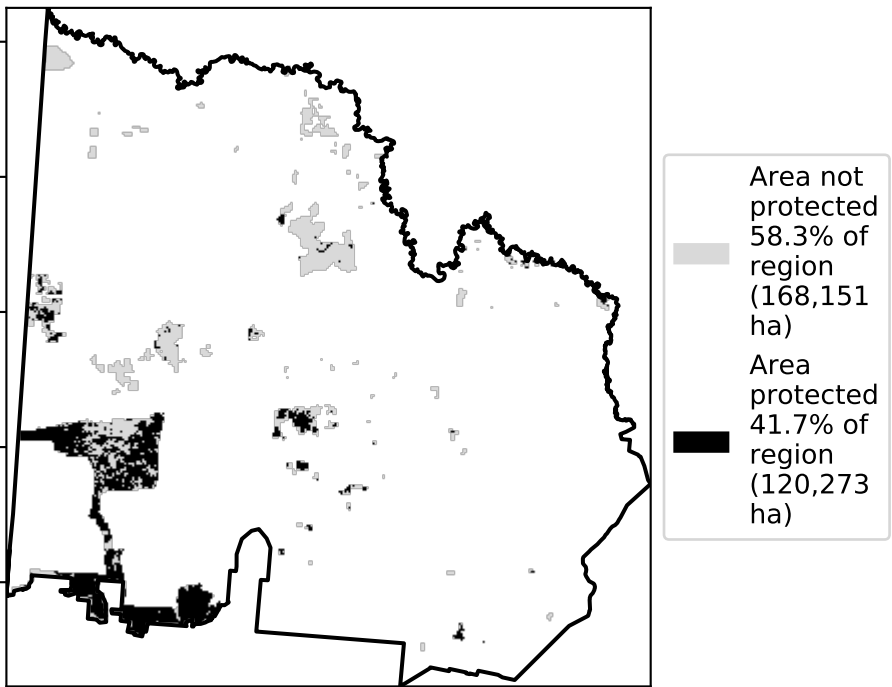 Area not
protected
58.3% of
region
(168,151
ha)
Area
protected
41.7% of
region
(120,273
ha)